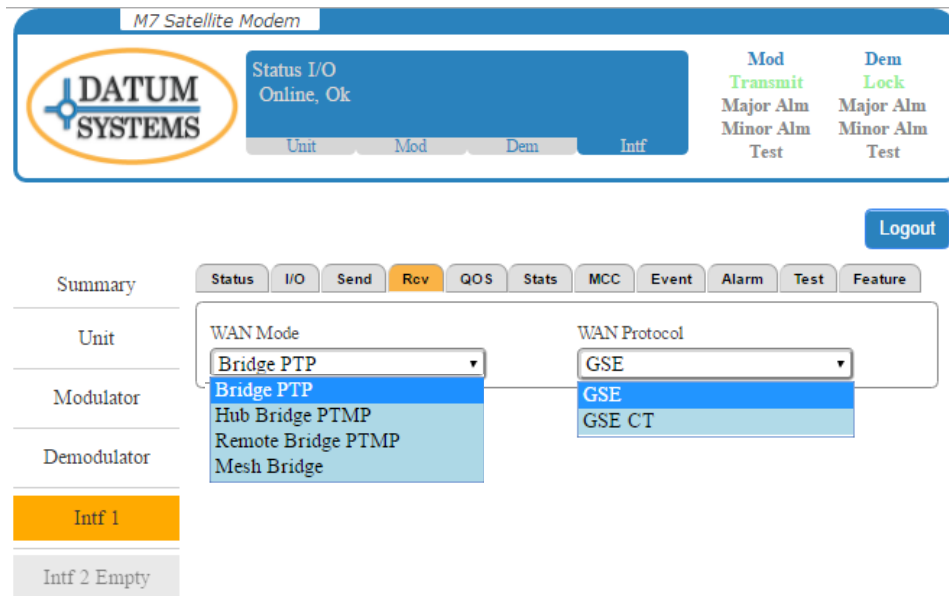 M7 Satellite Modem
DATUM
SYSTEMS
Status I/O
Online, Ok
Unit Mod Dem Intf
Mod Dem
Transmit Lock
Major Alm Major Alm
Minor Alm Minor Alm
Test Test
Logout
Summary
Unit
Modulator
Demodulator
Intf 1
Intf 2 Empty
Status I/O Send Rcv QOS Stats MCC Event Alarm Test Feature
WAN Mode
Bridge PTP
Bridge PTP
Hub Bridge PTMP
Remote Bridge PTMP
Mesh Bridge
WAN Protocol
GSE
GSE
GSE CT